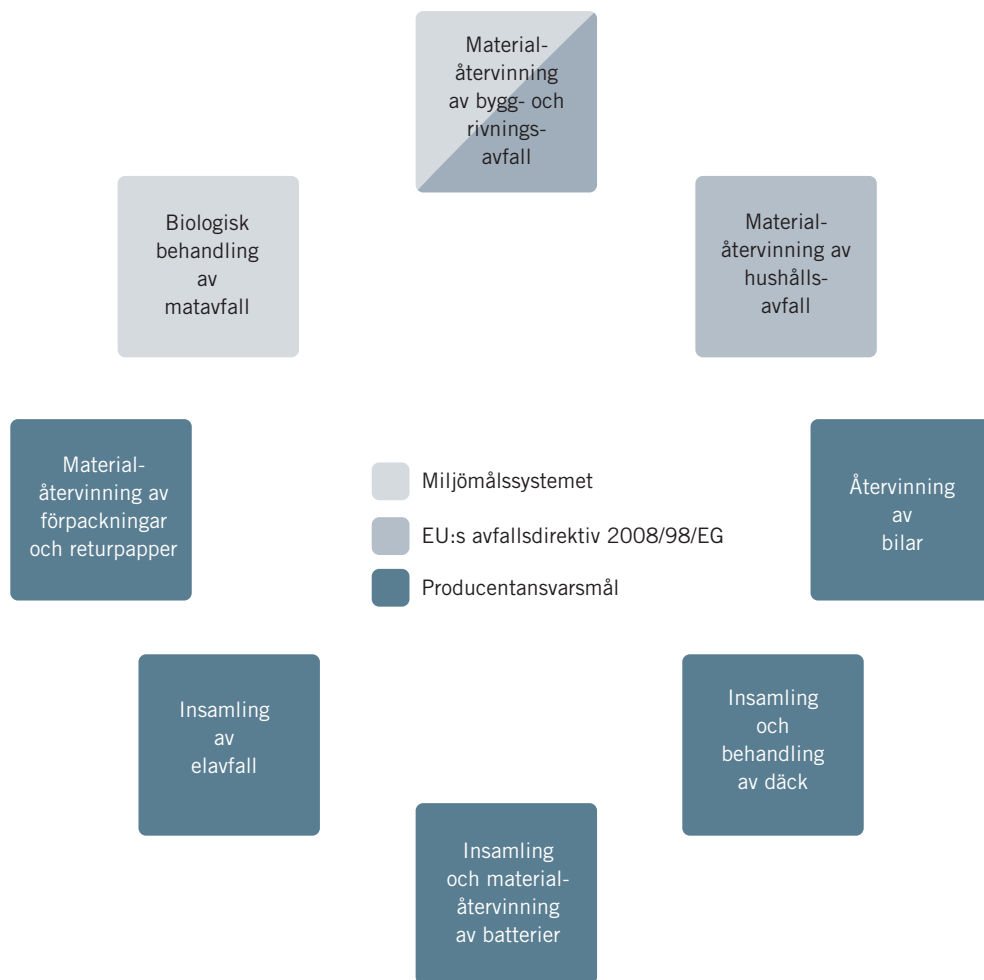 Material-
återvinning
av bygg- och
rivnings-
avfall
Biologisk
behandling
av
matavfall
Material-
återvinning av
hushålls-
avfall
Material-
återvinning av
förpackningar
och returpapper
Miljömålssystemet
EU:s avfallsdirektiv 2008/98/EG
Producentansvarsmål
Återvinning
av
bilar
Insamling
av
elavfall
Insamling
och
behandling
av däck
Insamling
och material-
återvinning
av batterier